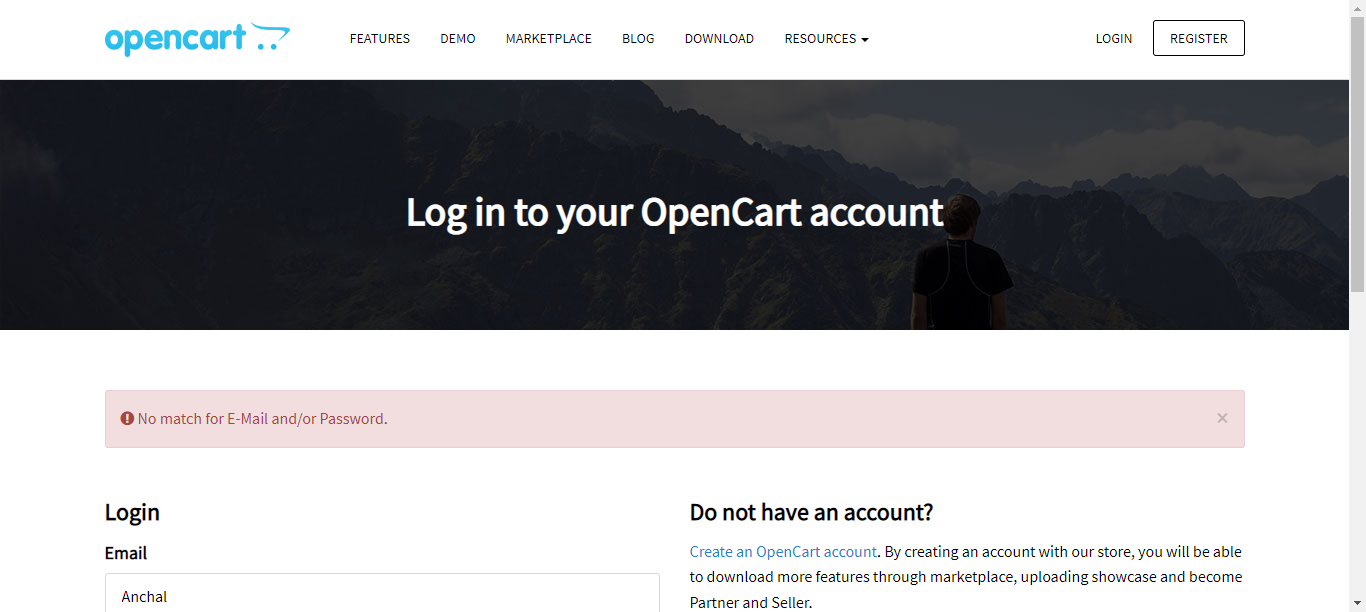 opencart
FEATURES DEMO MARKETPLACE BLOG DOWNLOAD RESOURCES LOGIN REGISTER
Log in to your OpenCart account
No match for E-Mail and/or Password. ×
Login
Email
Anchal
Do not have an account?
Create an OpenCart account. By creating an account with our store, you will be able
to download more features through marketplace, uploading showcase and become
Partner and Seller.